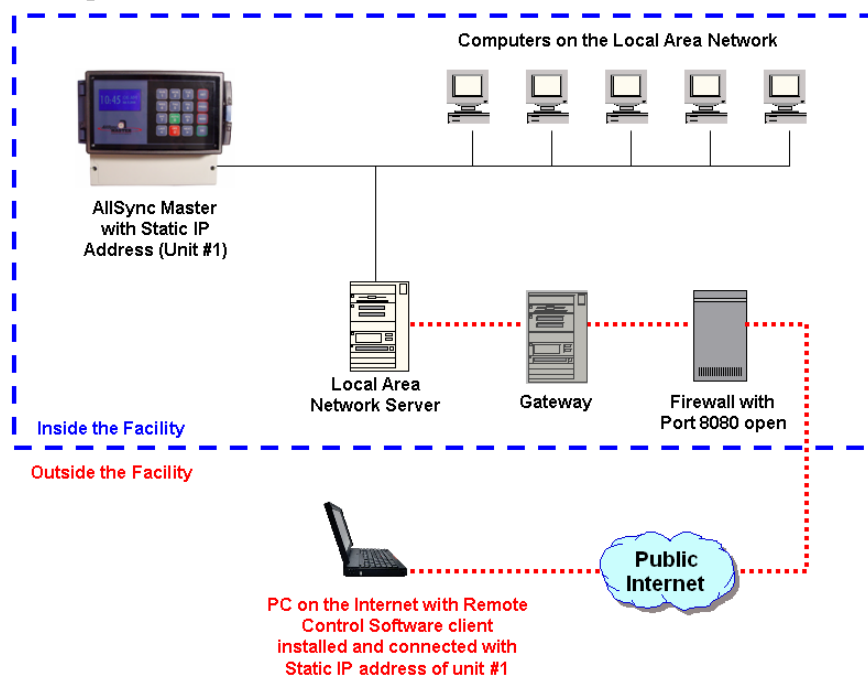 Computers on the Local Area Network
10:45
AllSync Master
with Static IP
Address (Unit #1)
Local Area
Network Server
Gateway
Firewall with
Port 8080 open
Inside the Facility
Outside the Facility
Public
Internet
PC on the Internet with Remote
Control Software client
installed and connected with
Static IP address of unit #1